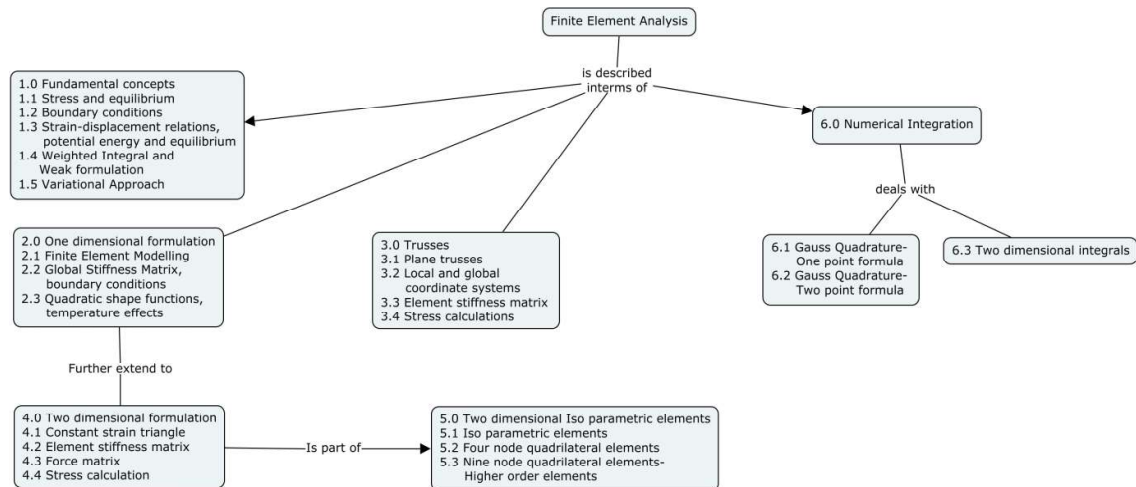 Finite Element Analysis
is described
interms of
1.0 Fundamental concepts
1.1 Stress and equilibrium
1.2 Boundary conditions
1.3 Strain-displacement relations,
potential energy and equilibrium
1.4 Weighted Integral and
Weak formulation
1.5 Variational Approach
6.0 Numerical Integration
deals with
2.0 One dimensional formulation
2.1 Finite Element Modelling
2.2 Global Stiffness Matrix,
boundary conditions
2.3 Quadratic shape functions,
temperature effects
3.0 Trusses
3.1 Plane trusses
3.2 Local and global
coordinate systems
3.3 Element stiffness matrix
3.4 Stress calculations
6.1 Gauss Quadrature-
One point formula
6.2 Gauss Quadrature-
Two point formula
6.3 Two dimensional integrals
Further extend to
4.0 Two dimensional formulation
4.1 Constant strain triangle
4.2 Element stiffness matrix
4.3 Force matrix
4.4 Stress calculation
Is part of
5.0 Two dimensional Iso parametric elements
5.1 Iso parametric elements
5.2 Four node quadrilateral elements
5.3 Nine node quadrilateral elements-
Higher order elements